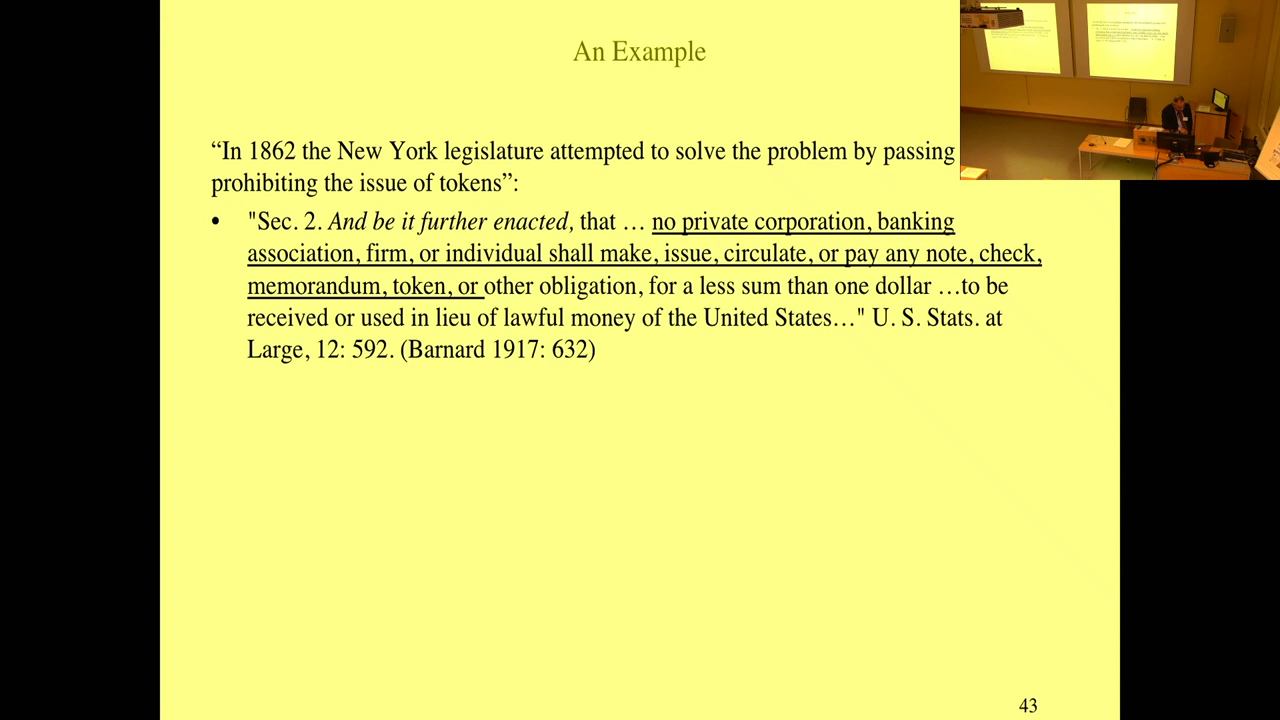 An Example
“In 1862 the New York legislature attempted to solve the problem by passing
prohibiting the issue of tokens”:
• "Sec. 2. And be it further enacted, that … no private corporation, banking
association, firm, or individual shall make, issue, circulate, or pay any note, check,
memorandum, token, or other obligation, for a less sum than one dollar …to be
received or used in lieu of lawful money of the United States…" U. S. Stats. at
Large, 12: 592. (Barnard 1917: 632)
43